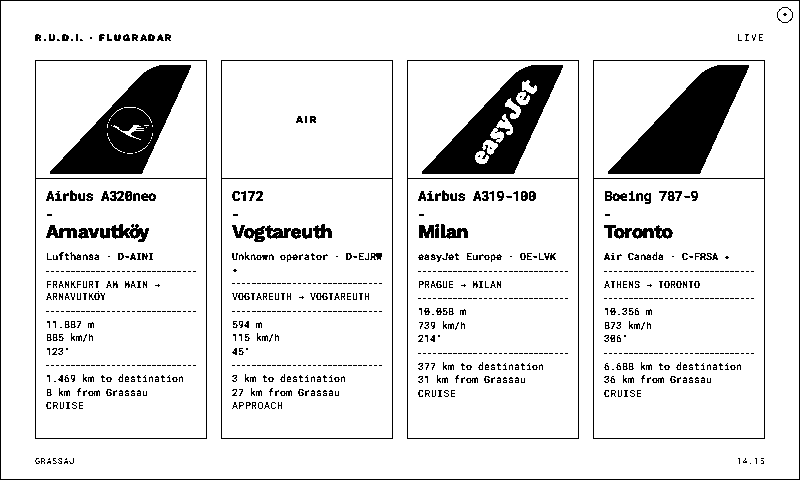 R.U.D.I. · FLUGRADAR
LIVE
Airbus A320neo
–
Arnavutköy
Lufthansa · D-AINI
FRANKFURT AM MAIN →
ARNAVUTKÖY
11.887 m
885 km/h
123°
1.469 km to destination
8 km from Grassau
CRUISE
AIR
C172
–
Vogtareuth
Unknown operator · D-EJRW
✦
VOGTAREUTH → VOGTAREUTH
594 m
115 km/h
45°
3 km to destination
27 km from Grassau
APPROACH
easyJet
Airbus A319-100
–
Milan
easyJet Europe · OE-LVK
PRAGUE → MILAN
10.058 m
739 km/h
214°
377 km to destination
31 km from Grassau
CRUISE
Boeing 787-9
–
Toronto
Air Canada · C-FRSA ✦
ATHENS → TORONTO
10.356 m
873 km/h
306°
6.688 km to destination
36 km from Grassau
CRUISE
GRASSAU
14.15